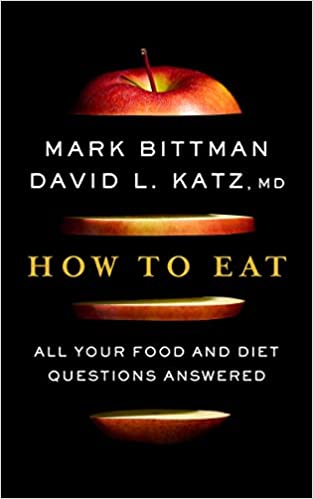 MARK BITTMAN
DAVID L. KATZ, MD
HOW TO EAT
ALL YOUR FOOD AND DIET
QUESTIONS ANSWERED